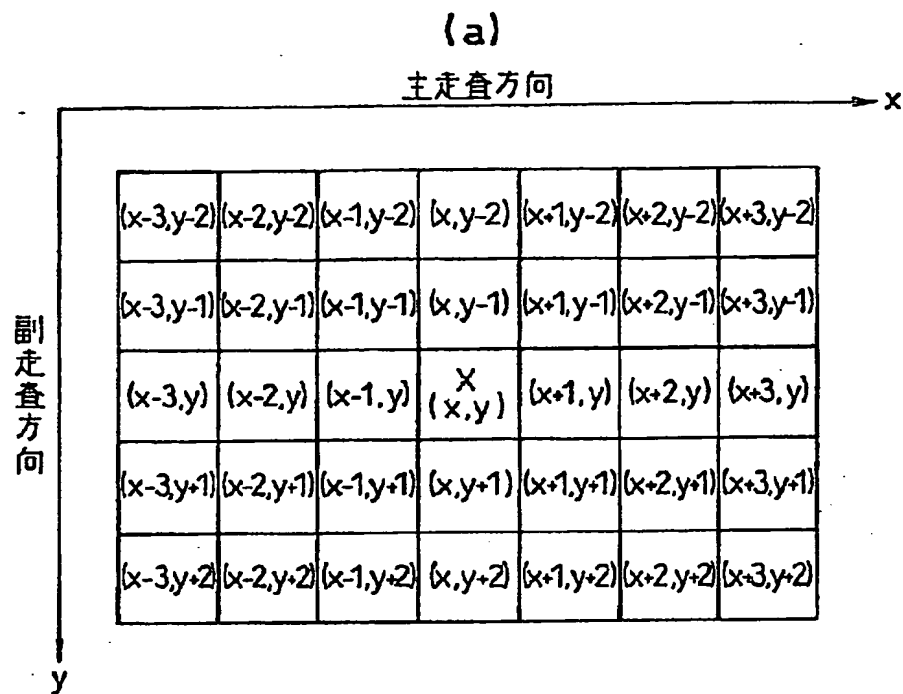 (a)
主走査方向
x
(x-3,y-2) (x-2,y-2) (x-1,y-2) (x,y-2) (x+1,y-2) (x+2,y-2) (x+3,y-2)
(x-3,y-1) (x-2,y-1) (x-1,y-1) (x,y-1) (x+1,y-1) (x+2,y-1) (x+3,y-1)
副走査方向
(x-3,y) (x-2,y) (x-1,y) X (x,y) (x+1,y) (x+2,y) (x+3,y)
(x-3,y+1) (x-2,y+1) (x-1,y+1) (x,y+1) (x+1,y+1) (x+2,y+1) (x+3,y+1)
(x-3,y+2) (x-2,y+2) (x-1,y+2) (x,y+2) (x+1,y+2) (x+2,y+2) (x+3,y+2)
y